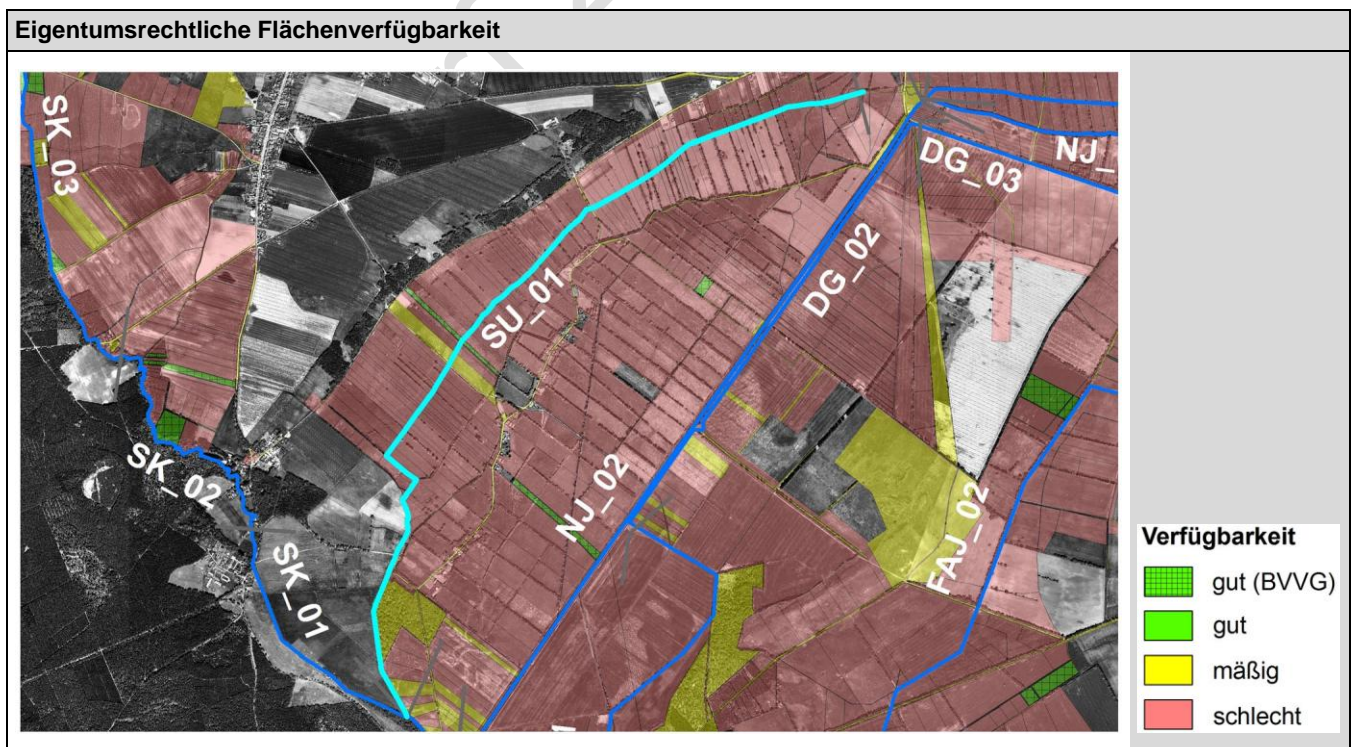 Eigentumsrechtliche Flächenverfügbarkeit
SK_03
DG_03
NJ_
SU_01
DG_02
NJ_02
SK_02
SK_01
FAJ_02
Verfügbarkeit
gut (BVVG)
gut
mäßig
schlecht